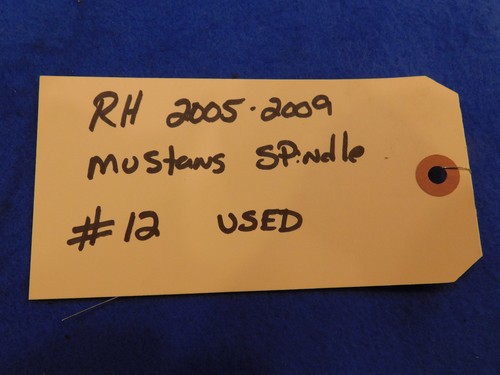 RH 2005-2009
Mustang Spindle
#12 USED